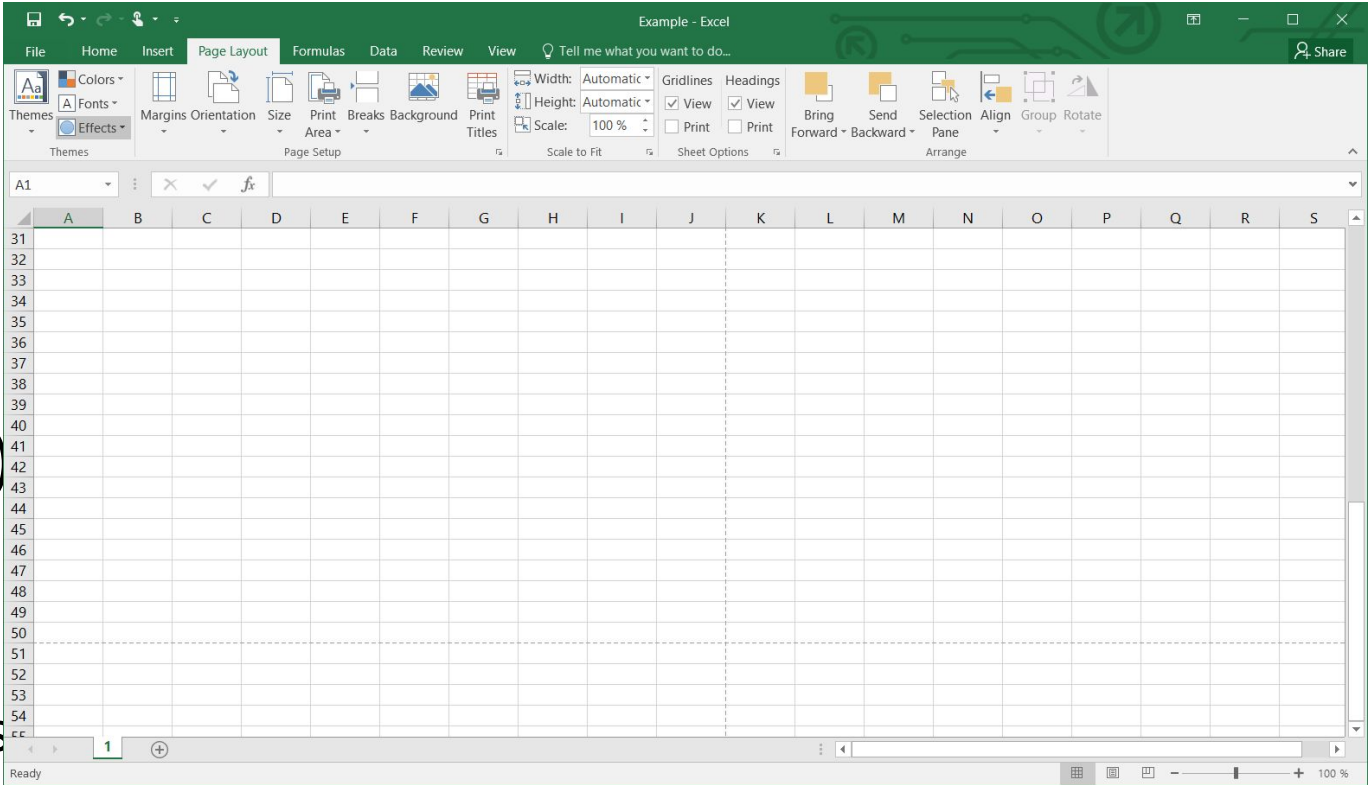 Example - Excel
File Home Insert Page Layout Formulas Data Review View Tell me what you want to do... Share
Themes
Colors
Fonts
Effects
Themes
Margins Orientation Size Print Area Breaks Background Print Titles
Page Setup
Width: Automatic
Height: Automatic
Scale: 100 %
Scale to Fit
Gridlines Headings
View View
Print Print
Sheet Options
Bring Forward Send Backward Selection Pane Align Group Rotate
Arrange
A1 fx
A B C D E F G H I J K L M N O P Q R S
31
32
33
34
35
36
37
38
39
40
41
42
43
44
45
46
47
48
49
50
51
52
53
54
55
1
Ready 100 %